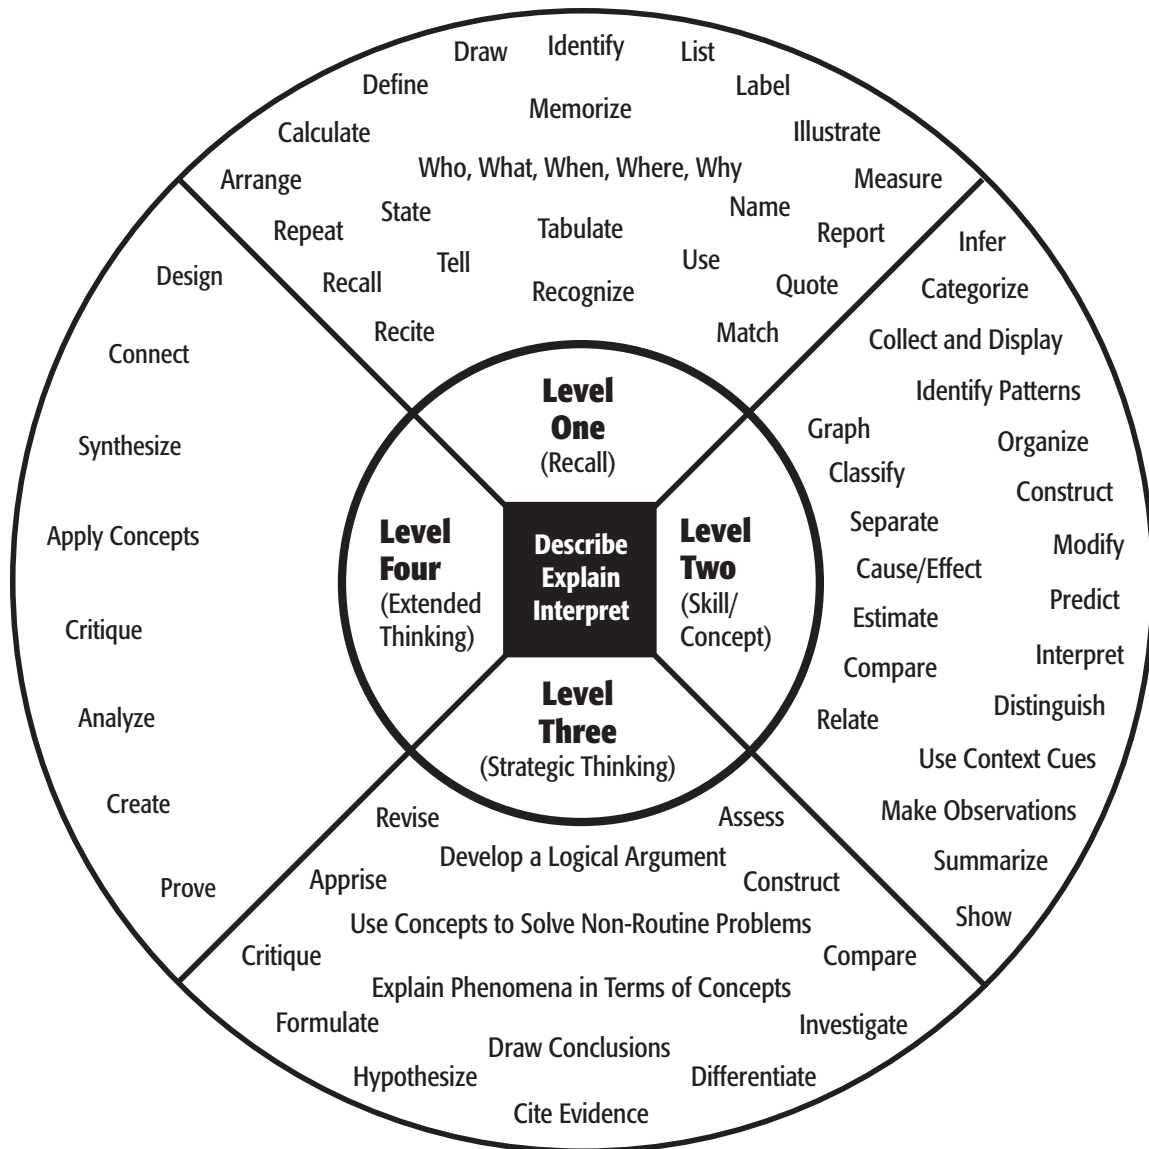 Draw
Identify
List
Define
Label
Memorize
Calculate
Illustrate
Who, What, When, Where, Why
Arrange
Measure
State
Name
Repeat
Tabulate
Report
Tell
Use
Recall
Recognize
Quote
Recite
Match
Level
One
(Recall)
Infer
Categorize
Collect and Display
Identify Patterns
Graph
Organize
Classify
Construct
Separate
Modify
Cause/Effect
Predict
Estimate
Interpret
Compare
Distinguish
Relate
Use Context Cues
Make Observations
Summarize
Show
Level
Two
(Skill/
Concept)
Describe
Explain
Interpret
Level
Three
(Strategic Thinking)
Revise
Assess
Develop a Logical Argument
Apprise
Construct
Use Concepts to Solve Non-Routine Problems
Critique
Compare
Explain Phenomena in Terms of Concepts
Formulate
Investigate
Draw Conclusions
Hypothesize
Differentiate
Cite Evidence
Level
Four
(Extended
Thinking)
Design
Connect
Synthesize
Apply Concepts
Critique
Analyze
Create
Prove